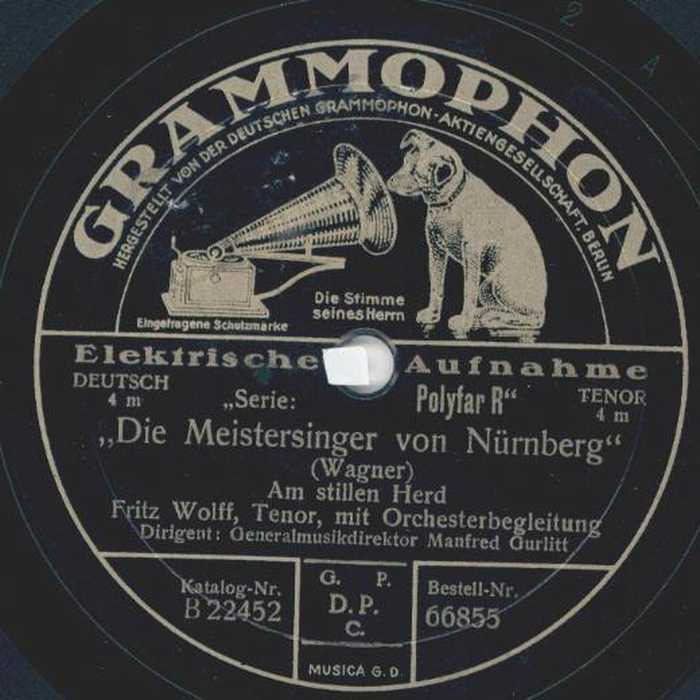 GRAMMOPHON
HERGESTELLT VON DER DEUTSCHEN GRAMMOPHON-AKTIENGESELLSCHAFT, BERLIN
Die Stimme
seines Herrn
Eingetragene Schutzmarke
Elektrische Aufnahme
DEUTSCH TENOR
4 m „Serie: Polyfar R“ 4 m
„Die Meistersinger von Nürnberg“
(Wagner)
Am stillen Herd
Fritz Wolff, Tenor, mit Orchesterbegleitung
Dirigent: Generalmusikdirektor Manfred Gurlitt
Katalog-Nr.
B 22452
G. P.
D. P.
C.
MUSICA G. D.
Bestell-Nr.
66855
2 A